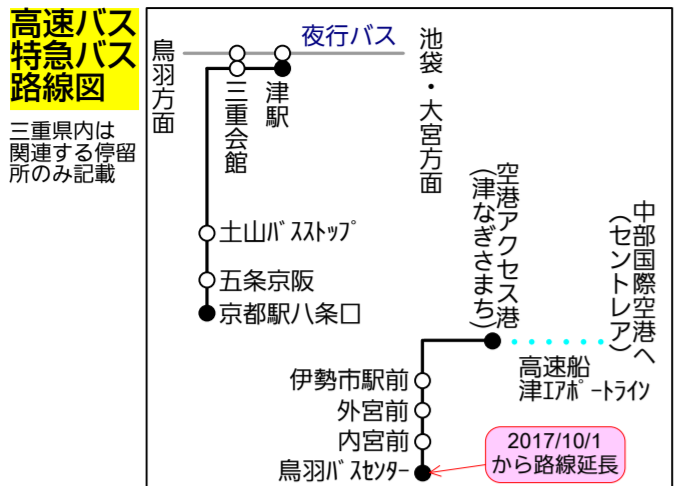 高速バス
特急バス
路線図
三重県内は
関連する停留
所のみ記載
鳥羽方面
夜行バス
池袋・大宮方面
三重会館
津駅
土山ﾊﾞｽｽﾄｯﾌﾟ
五条京阪
京都駅八条口
空港アクセス港
(津なぎさまち)
中部国際空港へ
(セントレア)
高速船
津ｴｱﾎﾟｰﾄﾗｲﾝ
伊勢市駅前
外宮前
内宮前
鳥羽ﾊﾞｽｾﾝﾀｰ
2017/10/1
から路線延長